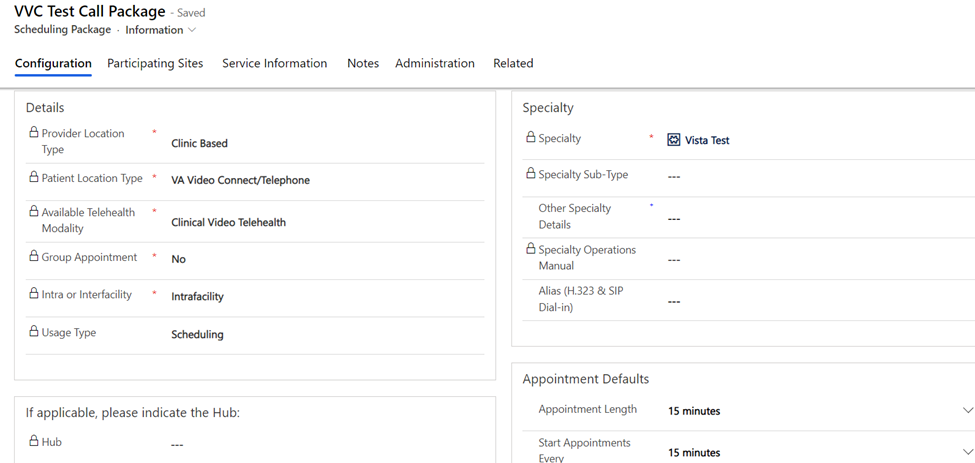 VVC Test Call Package - Saved
Scheduling Package · Information
Configuration Participating Sites Service Information Notes Administration Related
Details
Provider Location
Type
* Clinic Based
Patient Location Type * VA Video Connect/Telephone
Available Telehealth
Modality
* Clinical Video Telehealth
Group Appointment * No
Intra or Interfacility * Intrafacility
Usage Type Scheduling
If applicable, please indicate the Hub:
Hub ---
Specialty
Specialty * Vista Test
Specialty Sub-Type ---
Other Specialty
Details
* ---
Specialty Operations
Manual
---
Alias (H.323 & SIP
Dial-in)
---
Appointment Defaults
Appointment Length 15 minutes
Start Appointments
Every
15 minutes